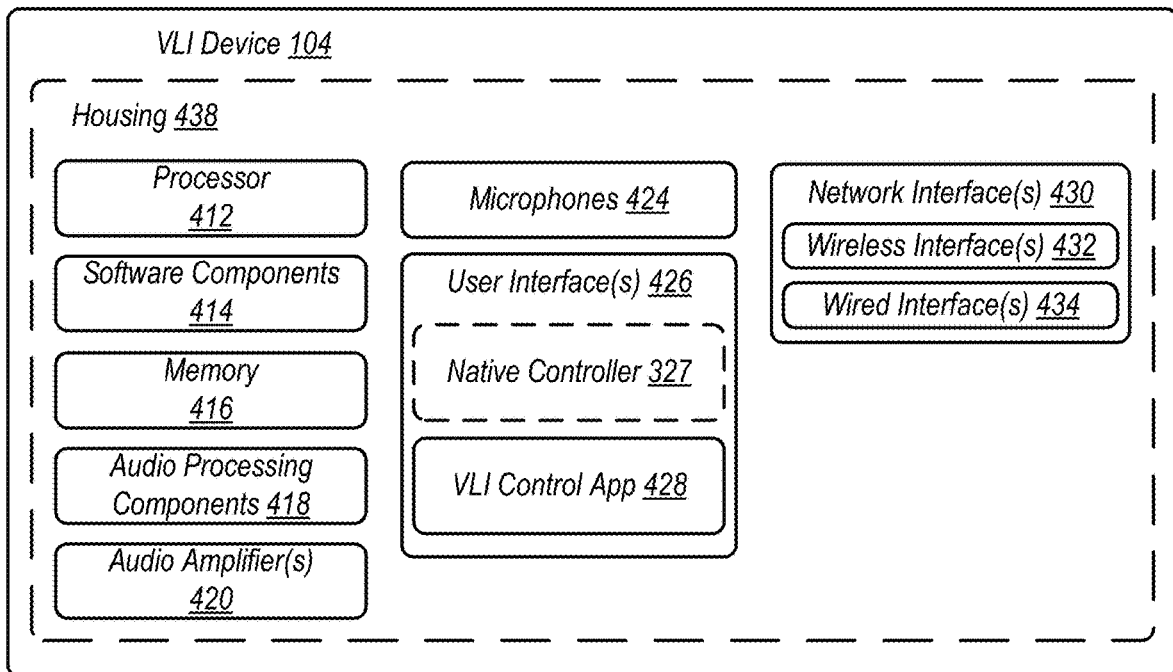 VLI Device 104
Housing 438
Processor
412
Software Components
414
Memory
416
Audio Processing
Components 418
Audio Amplifier(s)
420
Microphones 424
User Interface(s) 426
Native Controller 327
VLI Control App 428
Network Interface(s) 430
Wireless Interface(s) 432
Wired Interface(s) 434